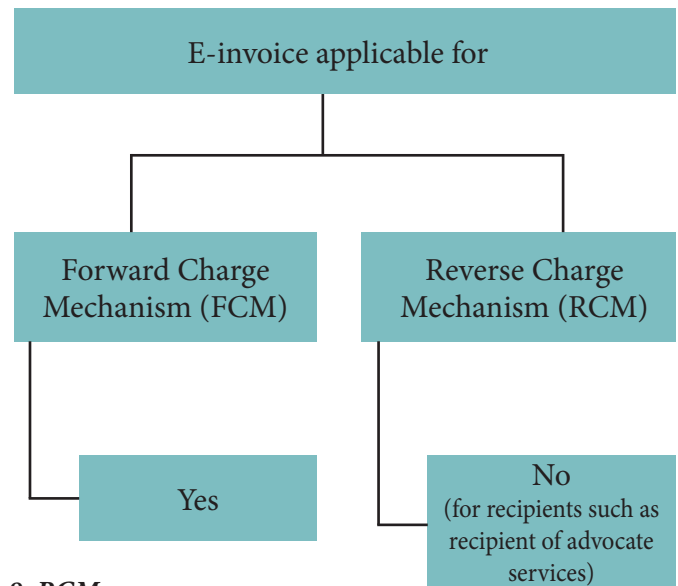 E-invoice applicable for
Forward Charge
Mechanism (FCM)
Reverse Charge
Mechanism (RCM)
Yes
No
(for recipients such as
recipient of advocate
services)
RCM